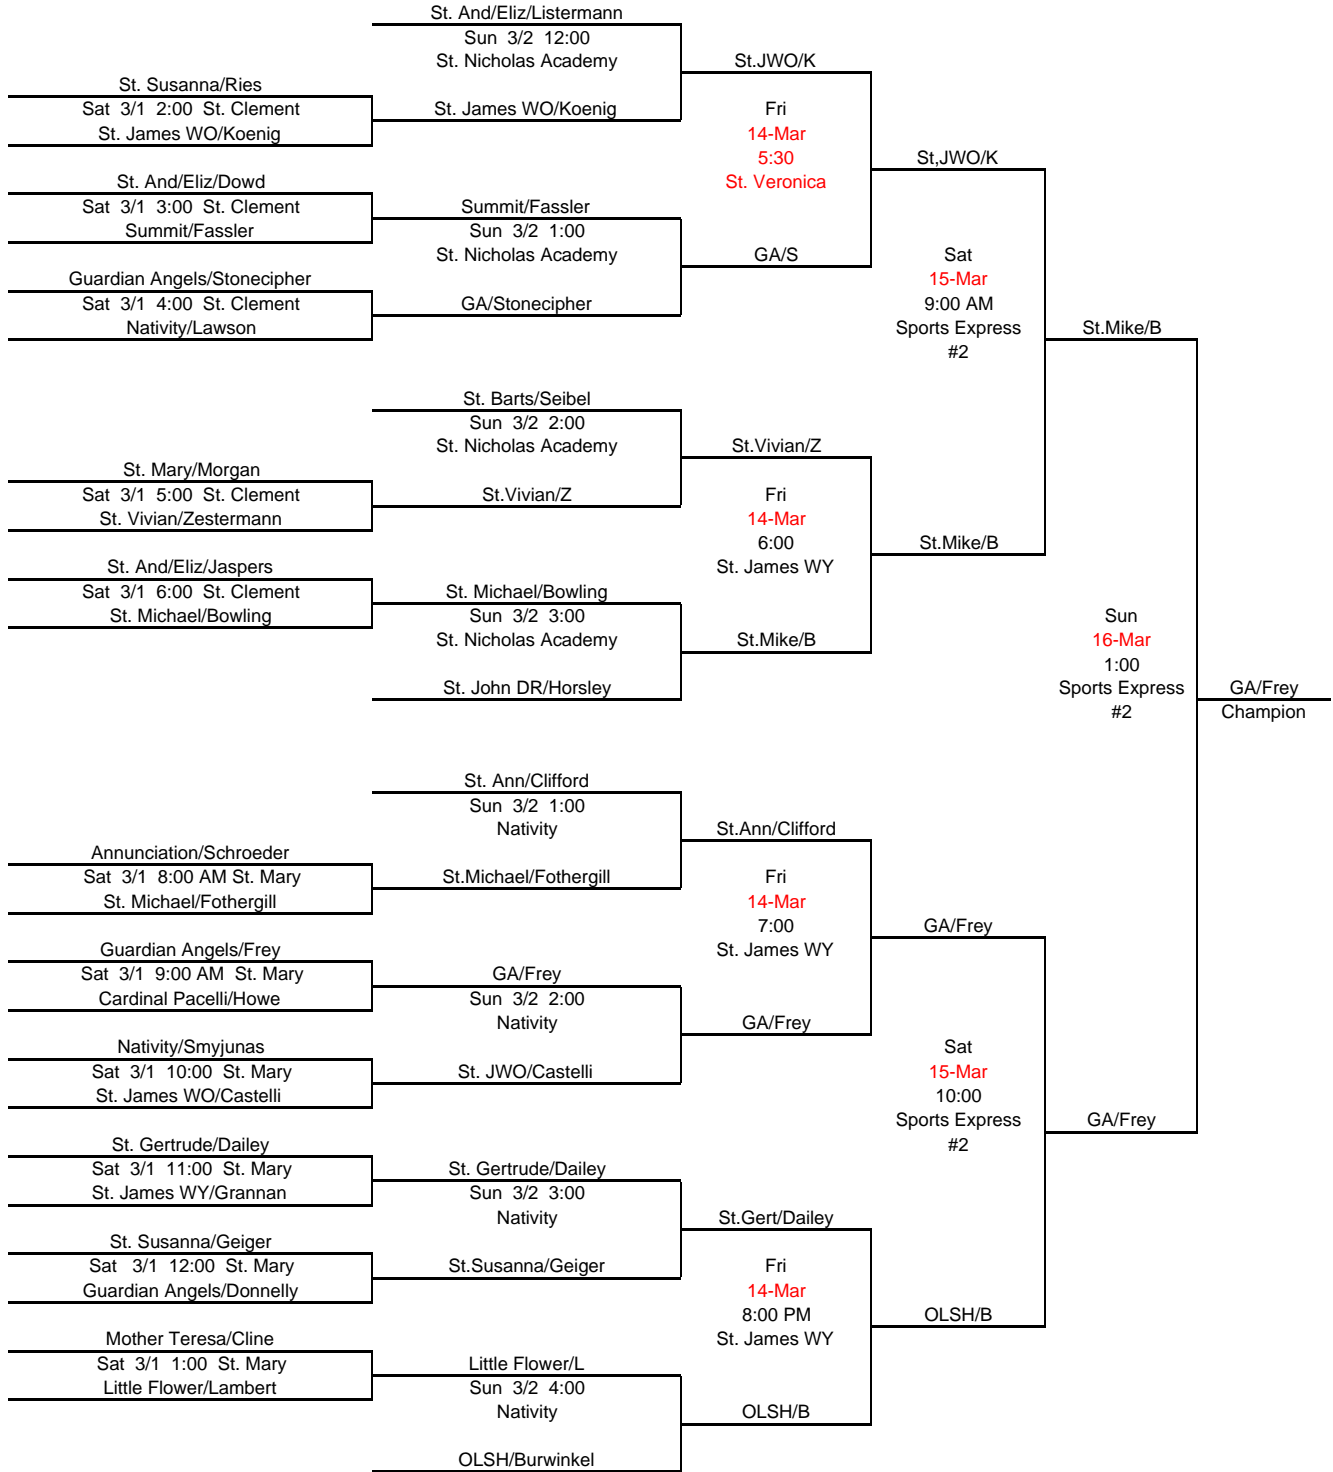 St. And/Eliz/Listermann
Sun 3/2 12:00
St. Nicholas Academy
St.JWO/K
St. Susanna/Ries
Sat 3/1 2:00 St. Clement
St. James WO/Koenig
St. James WO/Koenig
Fri
14-Mar
5:30
St. Veronica
St,JWO/K
St. And/Eliz/Dowd
Sat 3/1 3:00 St. Clement
Summit/Fassler
Summit/Fassler
Sun 3/2 1:00
St. Nicholas Academy
GA/S
Guardian Angels/Stonecipher
Sat 3/1 4:00 St. Clement
Nativity/Lawson
GA/Stonecipher
Sat
15-Mar
9:00 AM
Sports Express
#2
St.Mike/B
St. Barts/Seibel
Sun 3/2 2:00
St. Nicholas Academy
St.Vivian/Z
St. Mary/Morgan
Sat 3/1 5:00 St. Clement
St. Vivian/Zestermann
St.Vivian/Z
Fri
14-Mar
6:00
St. James WY
St.Mike/B
St. And/Eliz/Jaspers
Sat 3/1 6:00 St. Clement
St. Michael/Bowling
St. Michael/Bowling
Sun 3/2 3:00
St. Nicholas Academy
St.Mike/B
St. John DR/Horsley
Sun
16-Mar
1:00
Sports Express
#2
GA/Frey
Champion
St. Ann/Clifford
Sun 3/2 1:00
Nativity
St.Ann/Clifford
Annunciation/Schroeder
Sat 3/1 8:00 AM St. Mary
St. Michael/Fothergill
St.Michael/Fothergill
Fri
14-Mar
7:00
St. James WY
GA/Frey
Guardian Angels/Frey
Sat 3/1 9:00 AM St. Mary
Cardinal Pacelli/Howe
GA/Frey
Sun 3/2 2:00
Nativity
GA/Frey
Nativity/Smyjunas
Sat 3/1 10:00 St. Mary
St. James WO/Castelli
St. JWO/Castelli
Sat
15-Mar
10:00
Sports Express
#2
GA/Frey
St. Gertrude/Dailey
Sat 3/1 11:00 St. Mary
St. James WY/Grannan
St. Gertrude/Dailey
Sun 3/2 3:00
Nativity
St.Gert/Dailey
St. Susanna/Geiger
Sat 3/1 12:00 St. Mary
Guardian Angels/Donnelly
St.Susanna/Geiger
Fri
14-Mar
8:00 PM
St. James WY
OLSH/B
Mother Teresa/Cline
Sat 3/1 1:00 St. Mary
Little Flower/Lambert
Little Flower/L
Sun 3/2 4:00
Nativity
OLSH/B
OLSH/Burwinkel